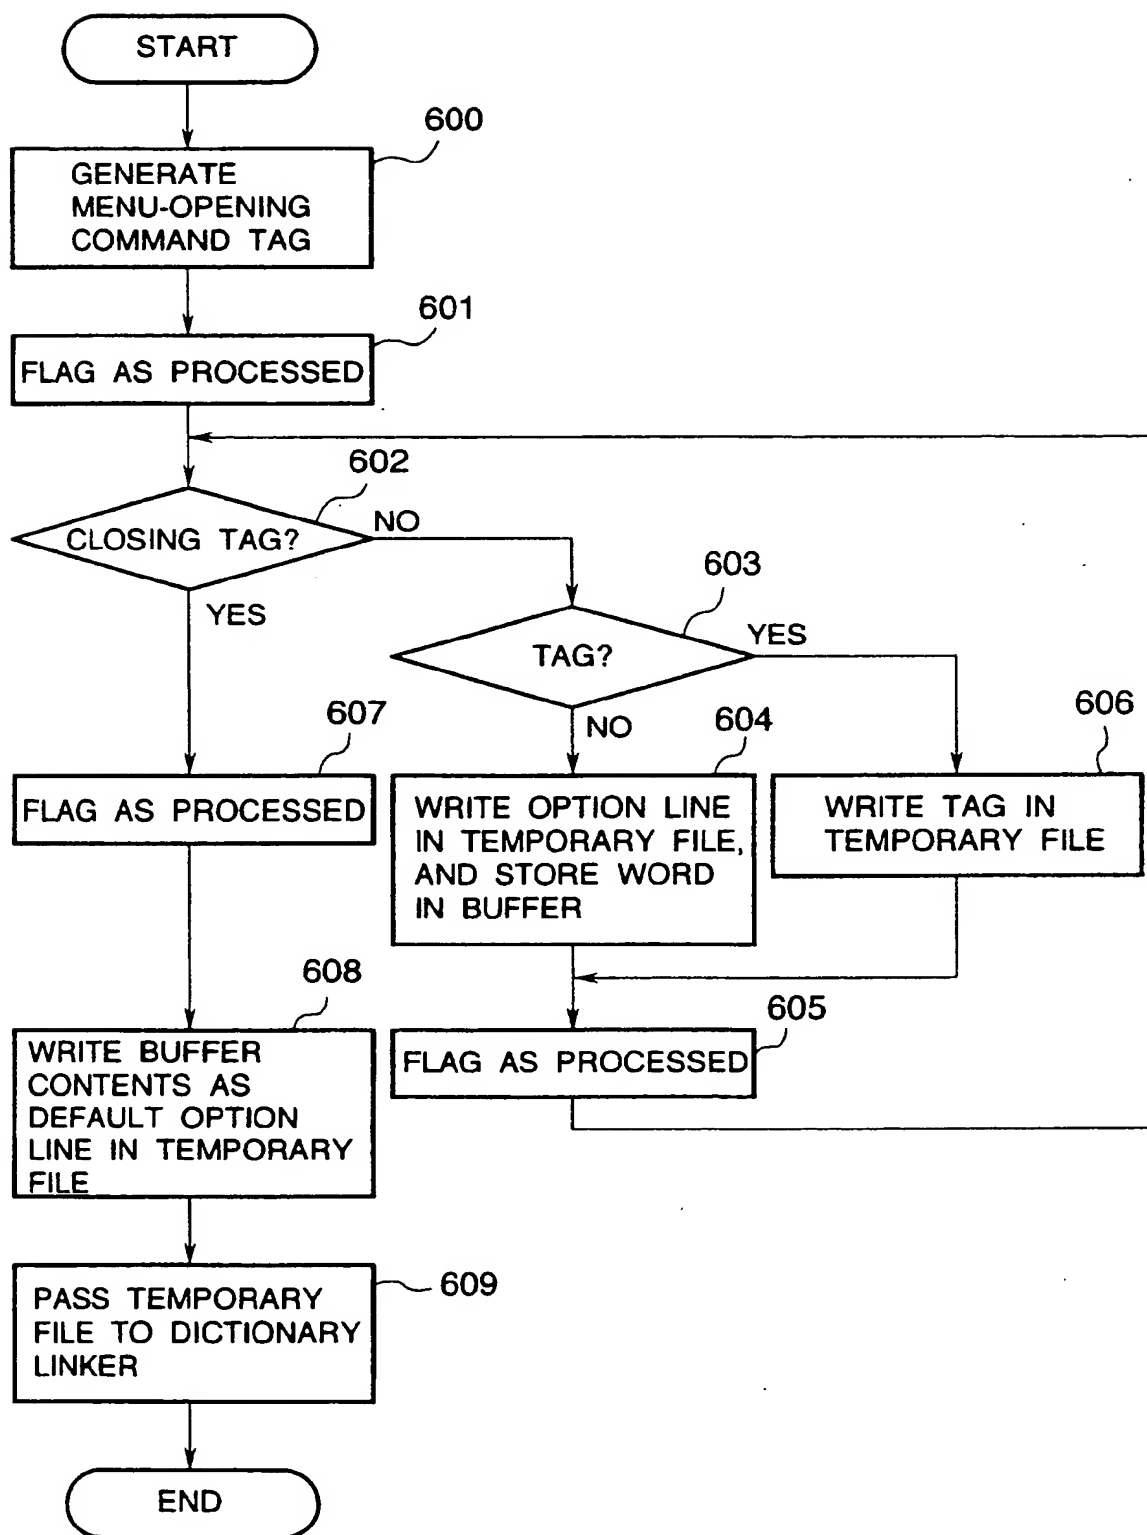 START
600
GENERATE
MENU-OPENING
COMMAND TAG
601
FLAG AS PROCESSED
602
CLOSING TAG?
NO
YES
603
TAG?
YES
NO
607
FLAG AS PROCESSED
604
WRITE OPTION LINE
IN TEMPORARY FILE,
AND STORE WORD
IN BUFFER
606
WRITE TAG IN
TEMPORARY FILE
605
FLAG AS PROCESSED
608
WRITE BUFFER
CONTENTS AS
DEFAULT OPTION
LINE IN TEMPORARY
FILE
609
PASS TEMPORARY
FILE TO DICTIONARY
LINKER
END